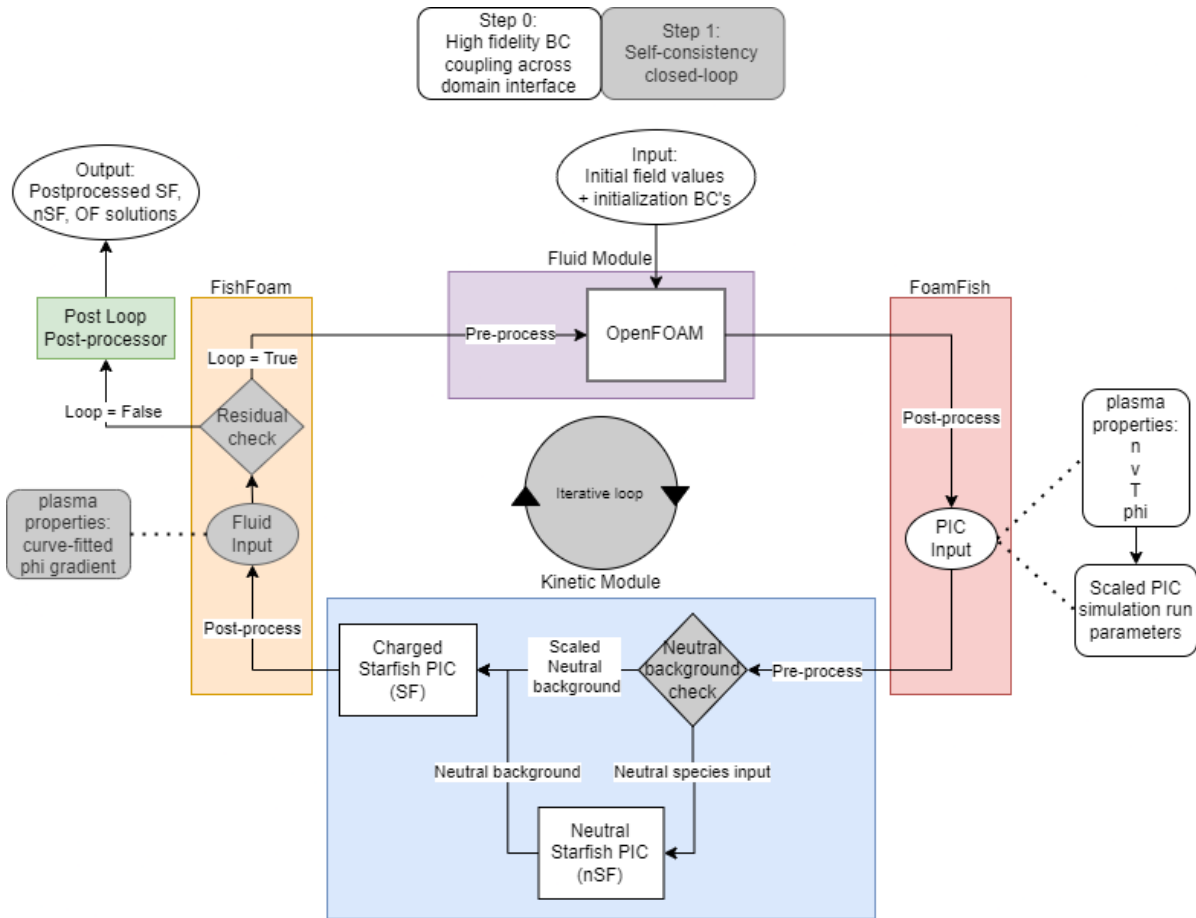 Step 0:
High fidelity BC
coupling across
domain interface
Step 1:
Self-consistency
closed-loop
Output:
Postprocessed SF,
nSF, OF solutions
Input:
Initial field values
+ initialization BC's
Fluid Module
FishFoam
FoamFish
Post Loop
Post-processor
Loop = True
Pre-process
OpenFOAM
Loop = False
Residual
check
Post-process
plasma
properties:
n
v
T
phi
Iterative loop
plasma
properties:
curve-fitted
phi gradient
Fluid
Input
PIC
Input
Kinetic Module
Scaled PIC
simulation run
parameters
Post-process
Charged
Starfish PIC
(SF)
Scaled
Neutral
background
Neutral
background
check
Pre-process
Neutral background
Neutral species input
Neutral
Starfish PIC
(nSF)